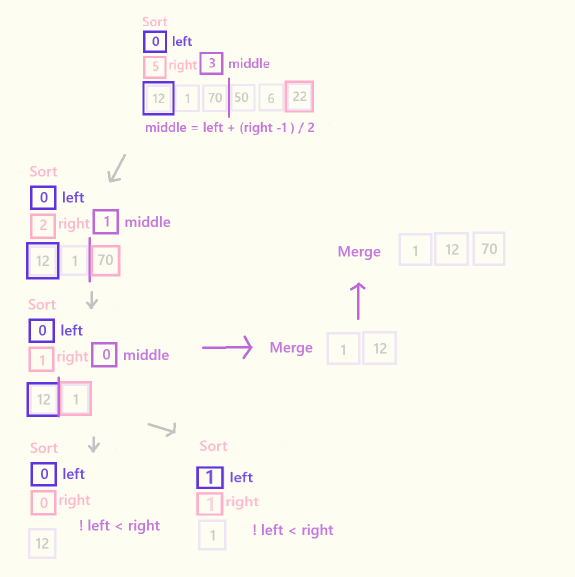 Sort
0 left
5 right 3 middle
12 1 70 50 6 22
middle = left + (right -1 ) / 2
Sort
0 left
2 right 1 middle
12 1 70
Merge 1 12 70
Sort
0 left
1 right 0 middle
Merge 1 12
12 1
Sort
0 left
0 right
! left < right
12
Sort
1 left
1 right
! left < right
1